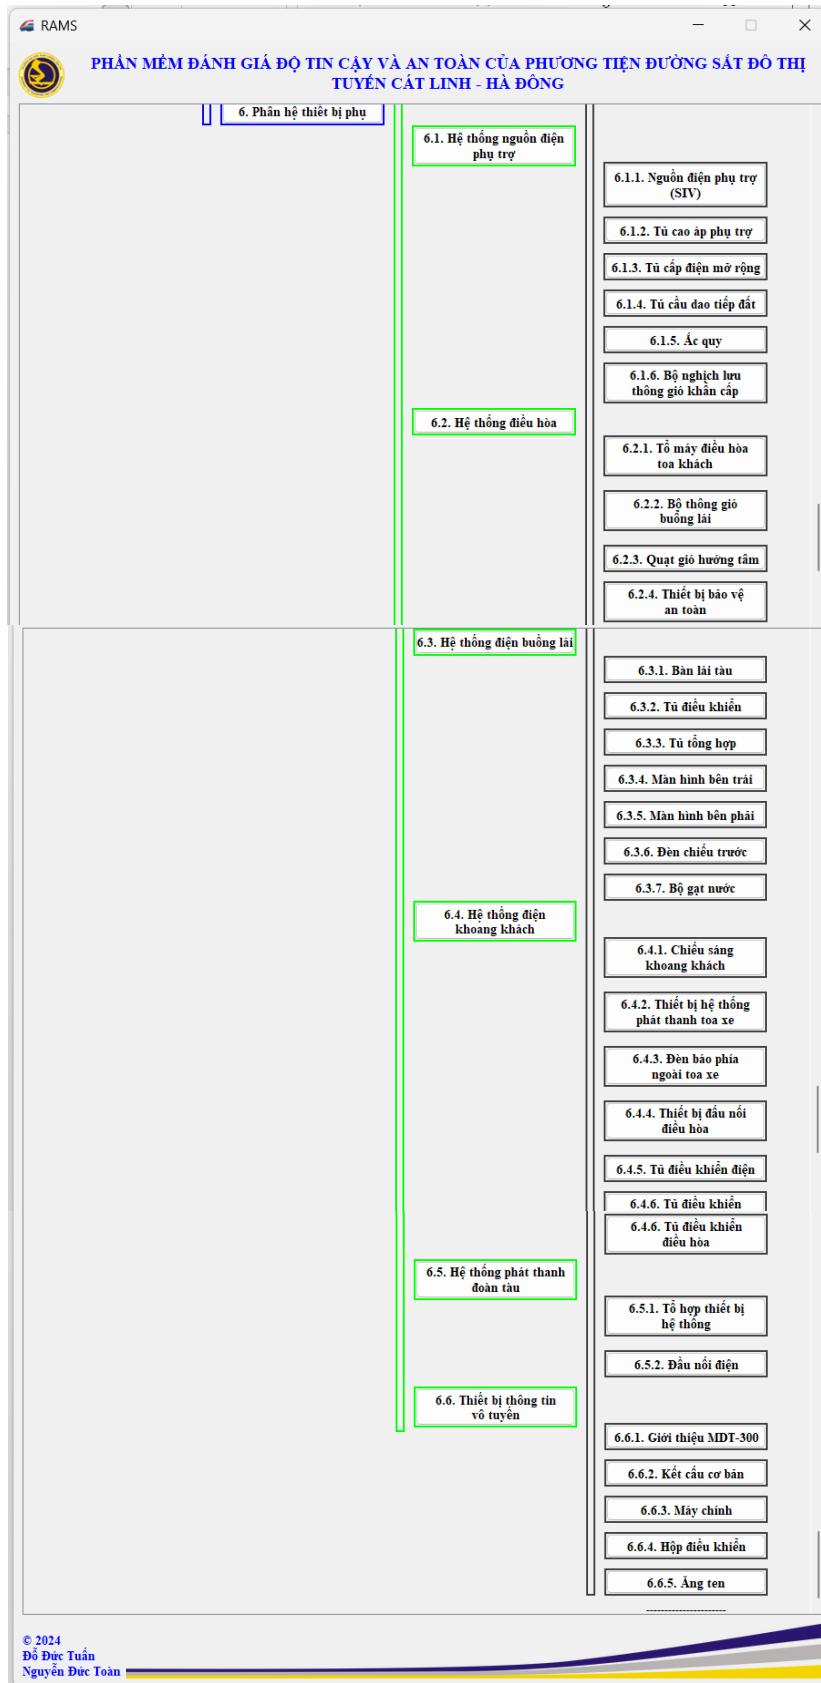 RAMS
PHẦN MỀM ĐÁNH GIÁ ĐỘ TIN CẬY VÀ AN TOÀN CỦA PHƯƠNG TIỆN ĐƯỜNG SẮT ĐÔ THỊ
TUYẾN CÁT LINH - HÀ ĐÔNG
6. Phân hệ thiết bị phụ
6.1. Hệ thống nguồn điện
phụ trợ
6.1.1. Nguồn điện phụ trợ
(SIV)
6.1.2. Tủ cao áp phụ trợ
6.1.3. Tủ cấp điện mở rộng
6.1.4. Tủ cầu dao tiếp đất
6.1.5. Ắc quy
6.1.6. Bộ nghịch lưu
thông gió khẩn cấp
6.2. Hệ thống điều hòa
6.2.1. Tổ máy điều hòa
toa khách
6.2.2. Bộ thông gió
buồng lái
6.2.3. Quạt gió hướng tâm
6.2.4. Thiết bị bảo vệ
an toàn
6.3. Hệ thống điện buồng lái
6.3.1. Bàn lái tàu
6.3.2. Tủ điều khiển
6.3.3. Tủ tổng hợp
6.3.4. Màn hình bên trái
6.3.5. Màn hình bên phải
6.3.6. Đèn chiếu trước
6.3.7. Bộ gạt nước
6.4. Hệ thống điện
khoang khách
6.4.1. Chiếu sáng
khoang khách
6.4.2. Thiết bị hệ thống
phát thanh toa xe
6.4.3. Đèn báo phía
ngoài toa xe
6.4.4. Thiết bị đấu nối
điều hòa
6.4.5. Tủ điều khiển điện
6.4.6. Tủ điều khiển
6.4.6. Tủ điều khiển
điều hòa
6.5. Hệ thống phát thanh
đoàn tàu
6.5.1. Tổ hợp thiết bị
hệ thống
6.5.2. Đầu nối điện
6.6. Thiết bị thông tin
vô tuyến
6.6.1. Giới thiệu MDT-300
6.6.2. Kết cấu cơ bản
6.6.3. Máy chính
6.6.4. Hộp điều khiển
6.6.5. Ăng ten
----------------------
© 2024
Đỗ Đức Tuấn
Nguyễn Đức Toàn